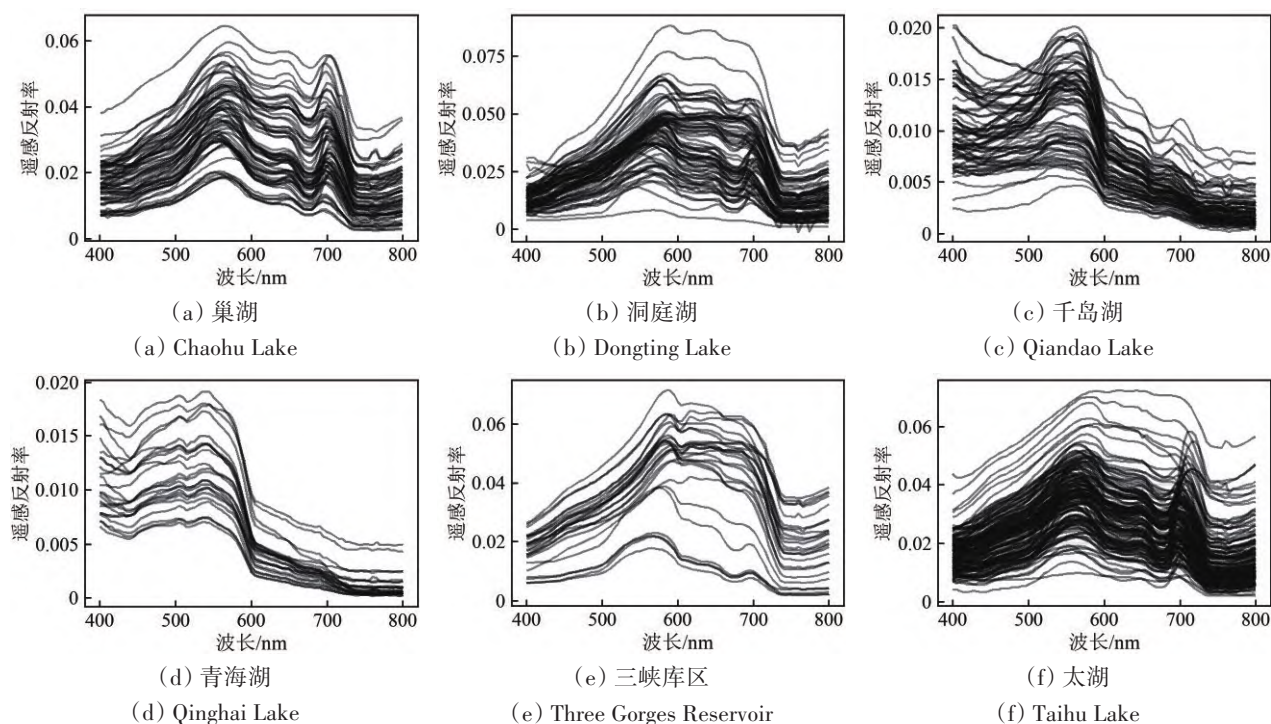 0.06
0.04
0.02
0
400 500 600 700 800
遥感反射率
波长/nm
(a) 巢湖
(a) Chaohu Lake
0.075
0.050
0.025
0
400 500 600 700 800
遥感反射率
波长/nm
(b) 洞庭湖
(b) Dongting Lake
0.020
0.015
0.010
0.005
0
400 500 600 700 800
遥感反射率
波长/nm
(c) 千岛湖
(c) Qiandao Lake
0.020
0.015
0.010
0.005
0
400 500 600 700 800
遥感反射率
波长/nm
(d) 青海湖
(d) Qinghai Lake
0.06
0.04
0.02
0
400 500 600 700 800
遥感反射率
波长/nm
(e) 三峡库区
(e) Three Gorges Reservoir
0.06
0.04
0.02
0
400 500 600 700 800
遥感反射率
波长/nm
(f) 太湖
(f) Taihu Lake